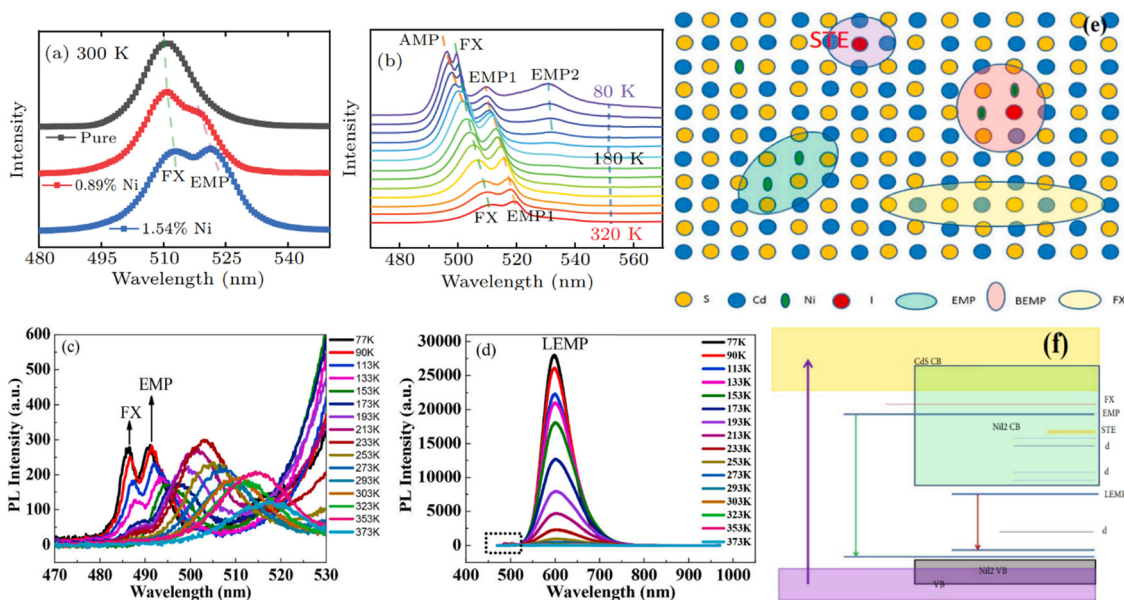 (a) 300 K
Intensity
Pure
0.89% Ni
1.54% Ni
FX
EMP
480 495 510 525 540
Wavelength (nm)
(b)
Intensity
AMP
FX
EMP1
EMP2
80 K
180 K
FX
EMP1
320 K
480 500 520 540 560
Wavelength (nm)
STE
(e)
S Cd Ni I EMP BEMP FX
(c)
PL Intensity (a.u.)
600
500
400
300
200
100
0
FX
EMP
77K
90K
113K
133K
153K
173K
193K
213K
233K
253K
273K
293K
303K
323K
353K
373K
470 480 490 500 510 520 530
Wavelength (nm)
(d)
PL Intensity (a.u.)
30000
25000
20000
15000
10000
5000
0
LEMP
77K
90K
113K
133K
153K
173K
193K
213K
233K
253K
273K
293K
303K
323K
353K
373K
400 500 600 700 800 900 1000
Wavelength (nm)
(f)
CdS CB
FX
EMP
NiI2 CB
STE
d
d
LEMP
d
NiI2 VB
VB